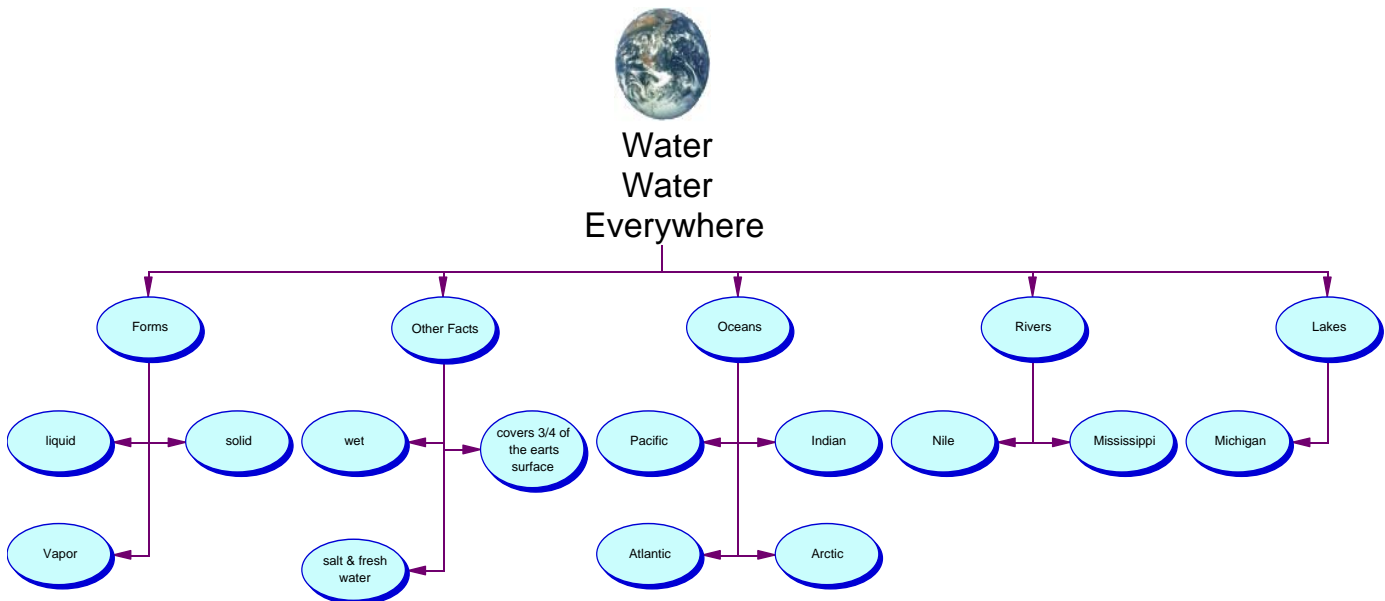 Water
Water
Everywhere
Forms
Other Facts
Oceans
Rivers
Lakes
liquid
solid
wet
covers 3/4 of
the earts
surface
Pacific
Indian
Nile
Mississippi
Michigan
Vapor
salt & fresh
water
Atlantic
Arctic